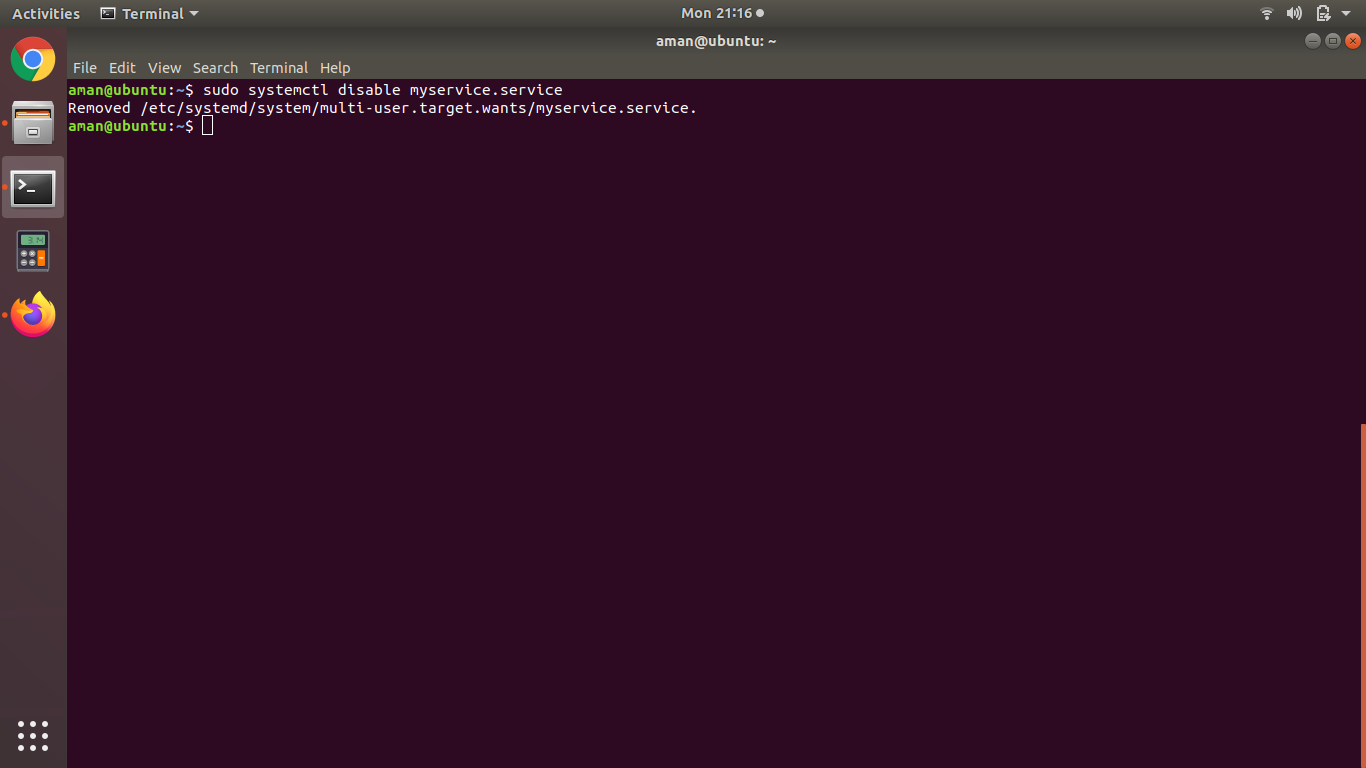 Activities Terminal Mon 21:16
aman@ubuntu: ~
File Edit View Search Terminal Help
aman@ubuntu:~$ sudo systemctl disable myservice.service
Removed /etc/systemd/system/multi-user.target.wants/myservice.service.
aman@ubuntu:~$